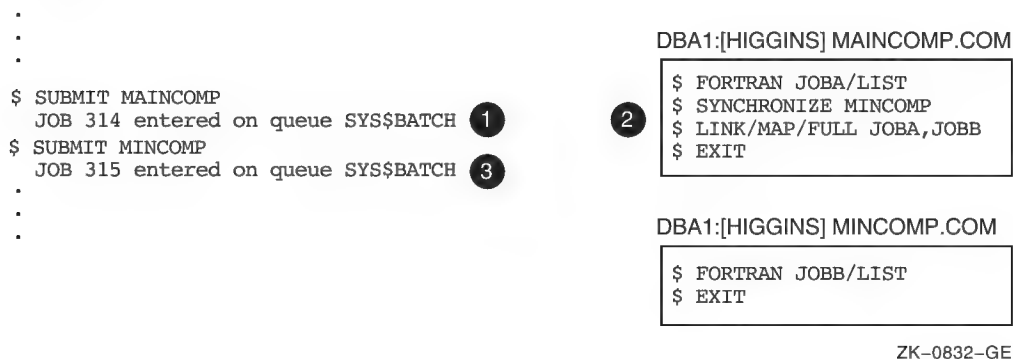 $ SUBMIT MAINCOMP
JOB 314 entered on queue SYS$BATCH 1
$ SUBMIT MINCOMP
JOB 315 entered on queue SYS$BATCH 3
DBA1:[HIGGINS] MAINCOMP.COM
$ FORTRAN JOBA/LIST
2 $ SYNCHRONIZE MINCOMP
$ LINK/MAP/FULL JOBA,JOBB
$ EXIT
DBA1:[HIGGINS] MINCOMP.COM
$ FORTRAN JOBB/LIST
$ EXIT
ZK–0832–GE